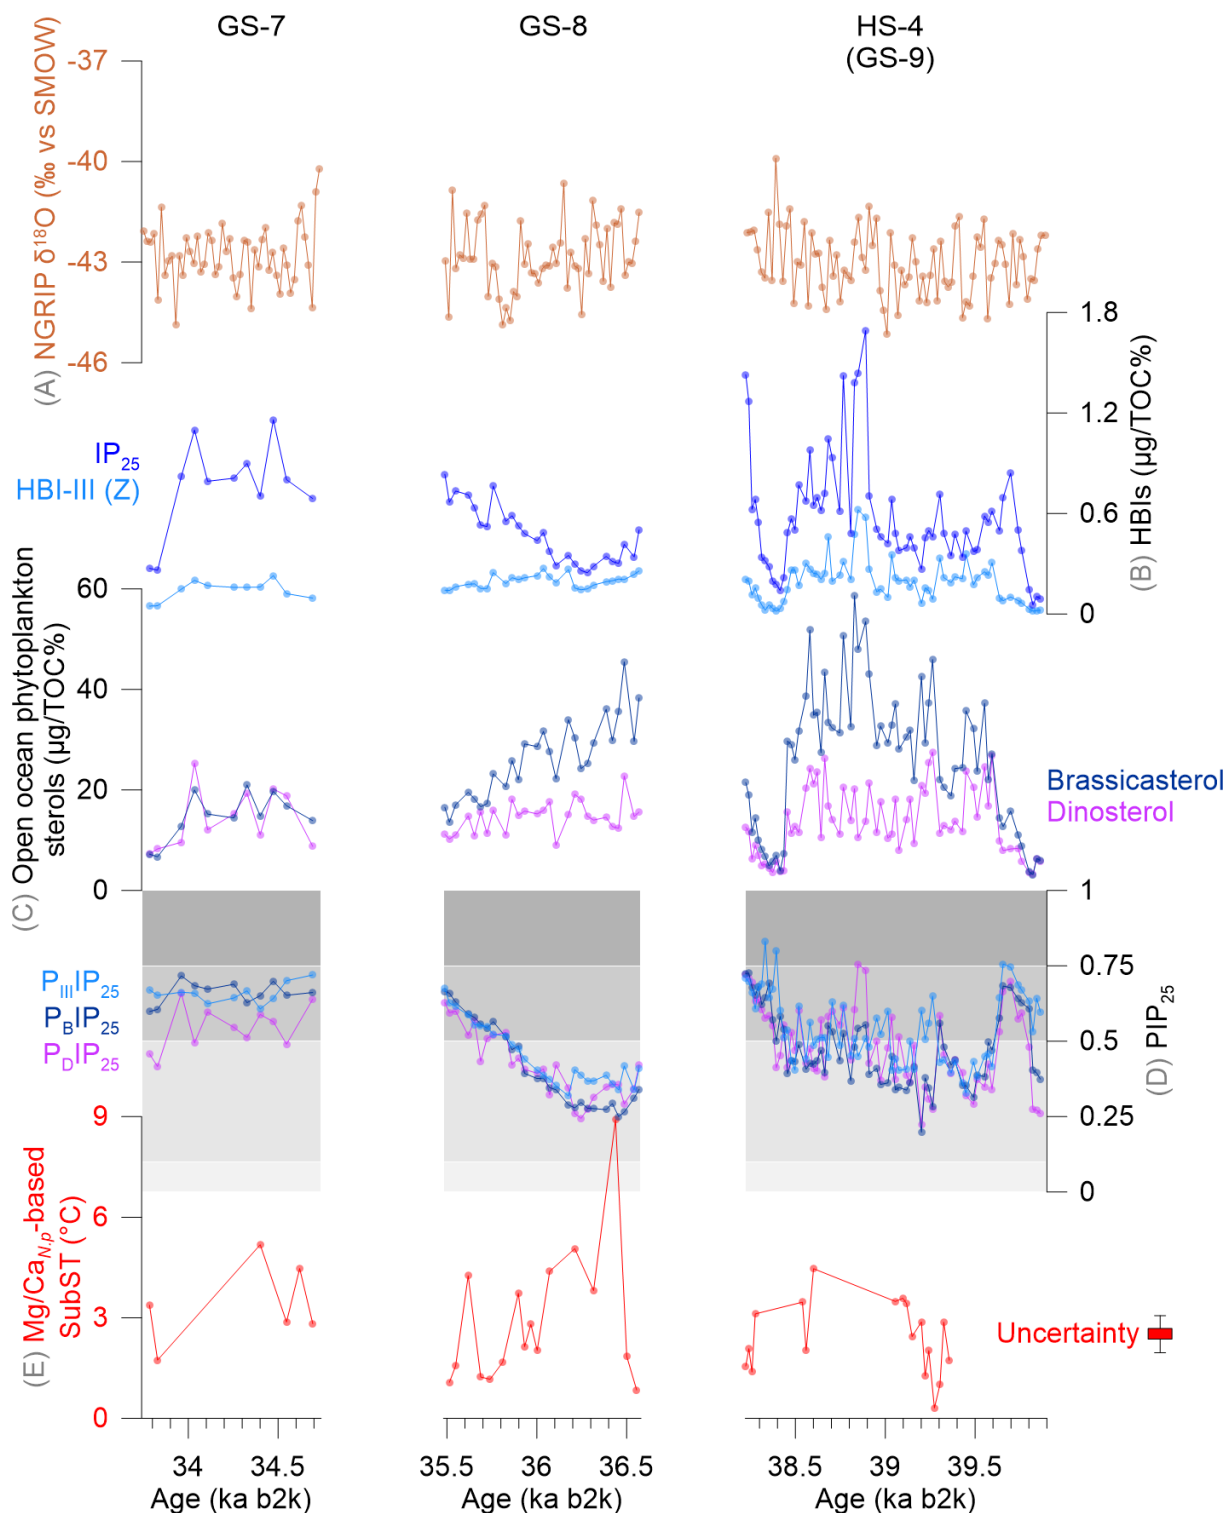 GS-7
GS-8
HS-4
(GS-9)
(A) NGRIP δ¹⁸O (‰ vs SMOW)
-37
-40
-43
-46
(B) HBIs (µg/TOC%)
1.8
1.2
0.6
0
IP₂₅
HBI-III (Z)
(C) Open ocean phytoplankton
sterols (µg/TOC%)
60
40
20
0
Brassicasterol
Dinosterol
(D) PIP₂₅
1
0.75
0.5
0.25
0
P_IIIIP₂₅
P_BIP₂₅
P_DIP₂₅
(E) Mg/Ca_N.p-based
SubST (°C)
9
6
3
0
Uncertainty
34
34.5
35.5
36
36.5
38.5
39
39.5
Age (ka b2k)
Age (ka b2k)
Age (ka b2k)